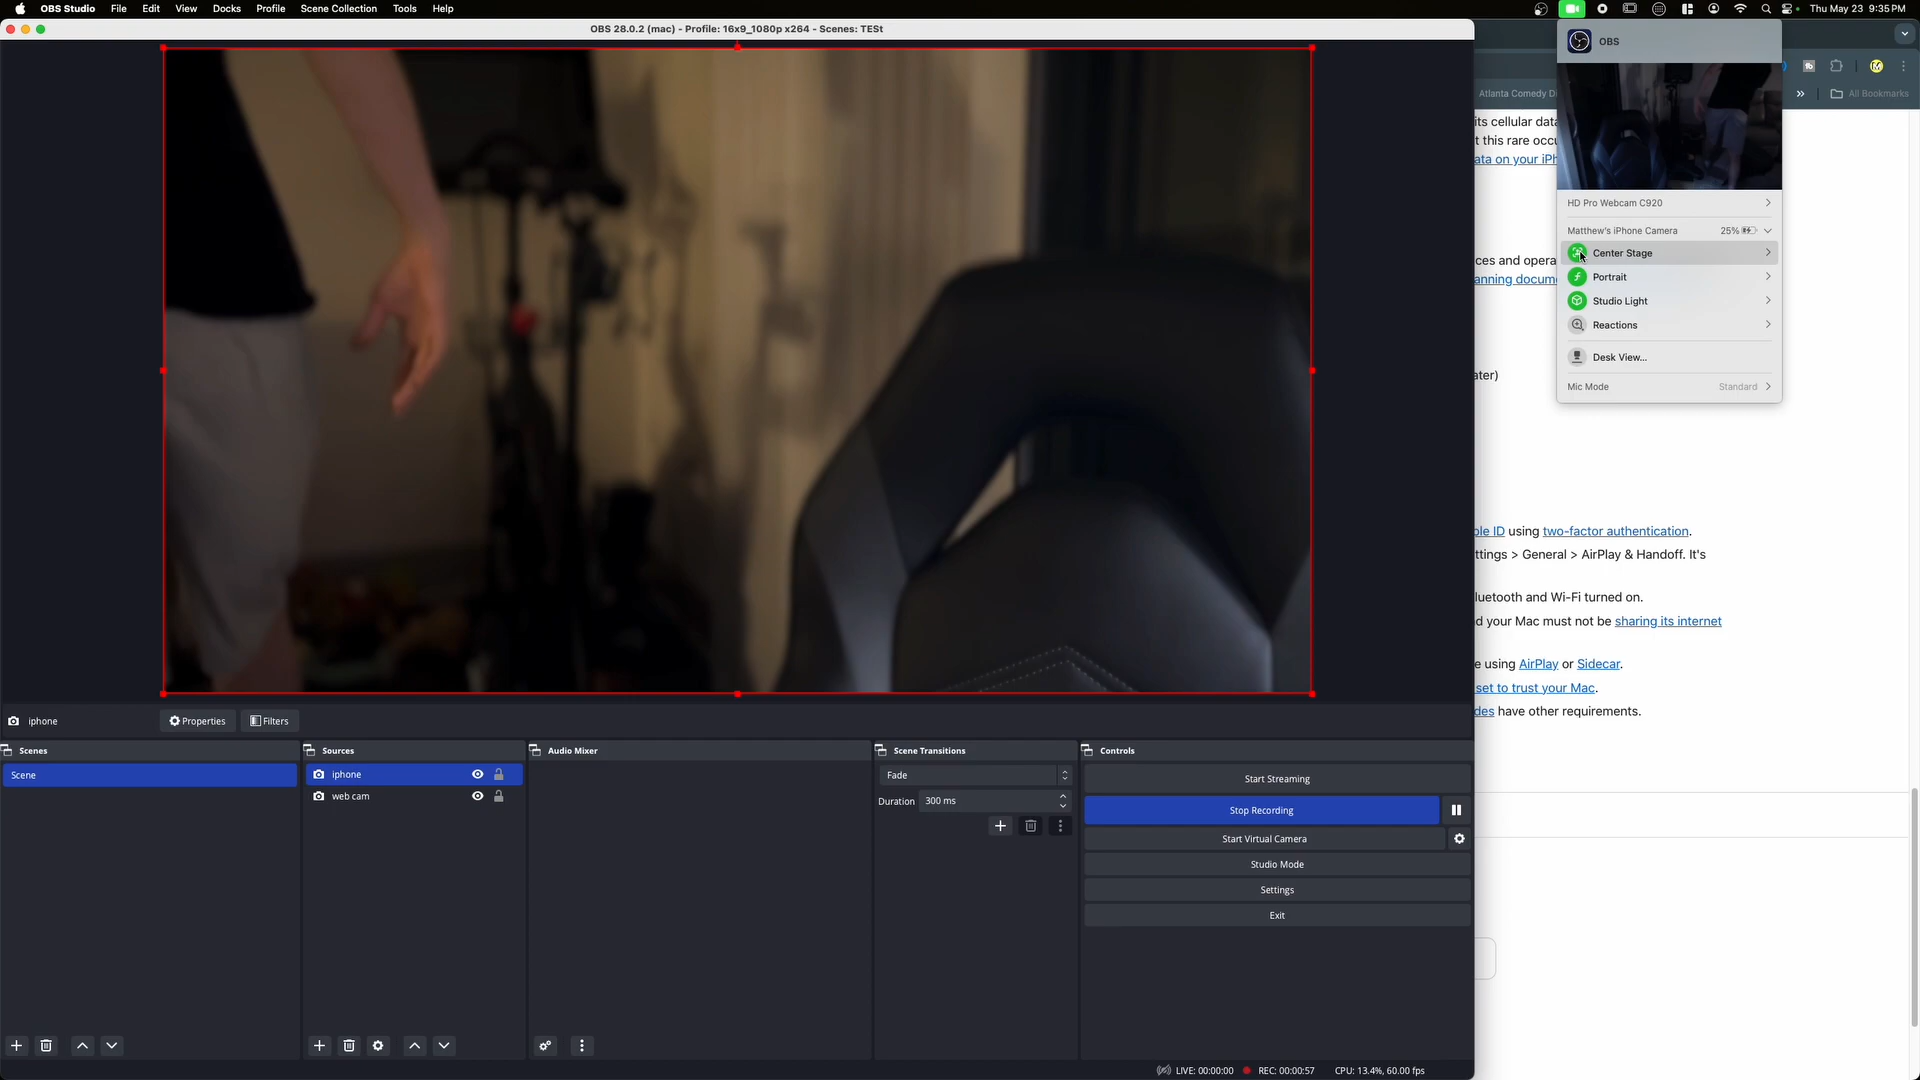 OBS Studio File Edit View Docks Profile Scene Collection Tools Help
Thu May 23 9:35 PM
OBS 28.0.2 (mac) - Profile: 16x9_1080p x264 - Scenes: TESt
OBS
Atlanta Comedy Di
» All Bookmarks
its cellular data
t this rare occu
ata on your iPh
HD Pro Webcam C920
Matthew's iPhone Camera 25%
Center Stage
Portrait
Studio Light
Reactions
Desk View...
Mic Mode Standard
ces and opera
anning docume
ater)
ple ID using two-factor authentication.
ttings > General > AirPlay & Handoff. It's
luetooth and Wi-Fi turned on.
d your Mac must not be sharing its internet
e using AirPlay or Sidecar.
set to trust your Mac.
des have other requirements.
iphone Properties Filters
Scenes
Scene
Sources
iphone
web cam
Audio Mixer
Scene Transitions
Fade
Duration 300 ms
Controls
Start Streaming
Stop Recording
Start Virtual Camera
Studio Mode
Settings
Exit
LIVE: 00:00:00 REC: 00:00:57 CPU: 13.4%, 60.00 fps